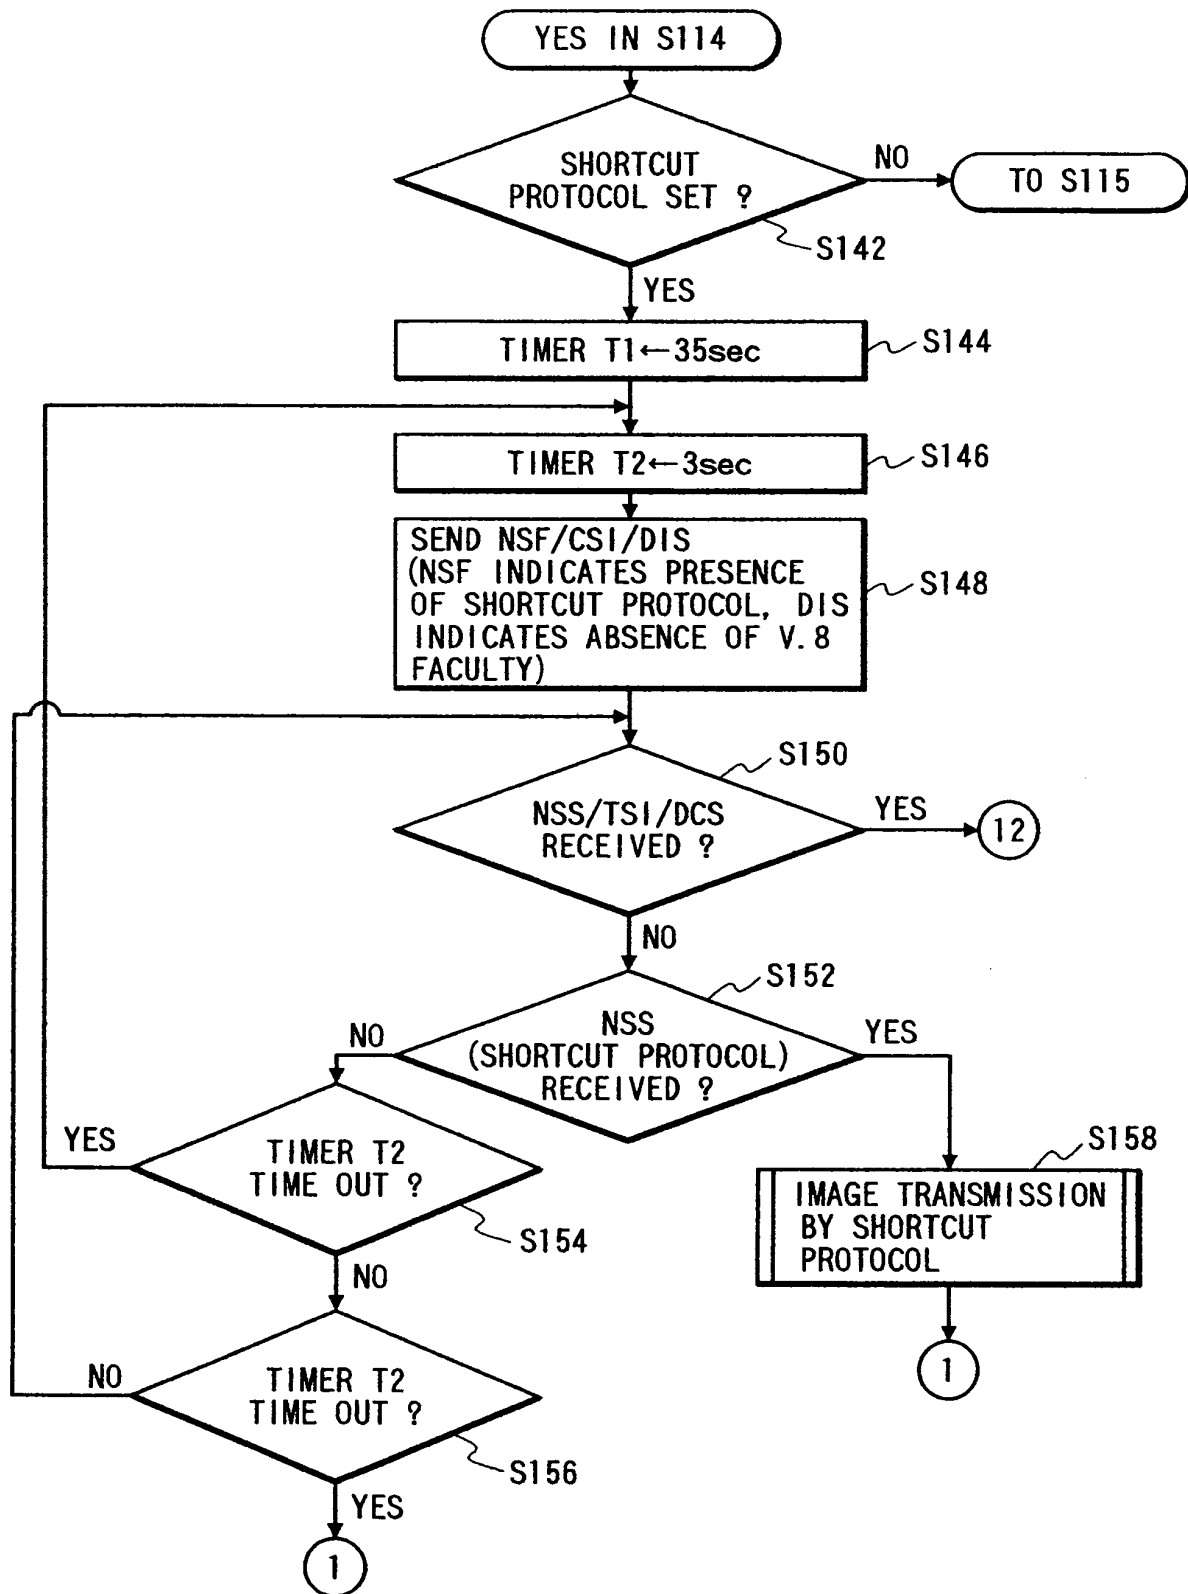 YES IN S114
SHORTCUT
PROTOCOL SET ?
NO
TO S115
S142
YES
TIMER T1←35sec
S144
TIMER T2←3sec
S146
SEND NSF/CSI/DIS
(NSF INDICATES PRESENCE
OF SHORTCUT PROTOCOL, DIS
INDICATES ABSENCE OF V.8
FACULTY)
S148
S150
NSS/TSI/DCS
RECEIVED ?
YES
12
NO
S152
NSS
(SHORTCUT PROTOCOL)
RECEIVED ?
NO
YES
YES
TIMER T2
TIME OUT ?
S154
S158
IMAGE TRANSMISSION
BY SHORTCUT
PROTOCOL
NO
1
NO
TIMER T2
TIME OUT ?
S156
YES
1